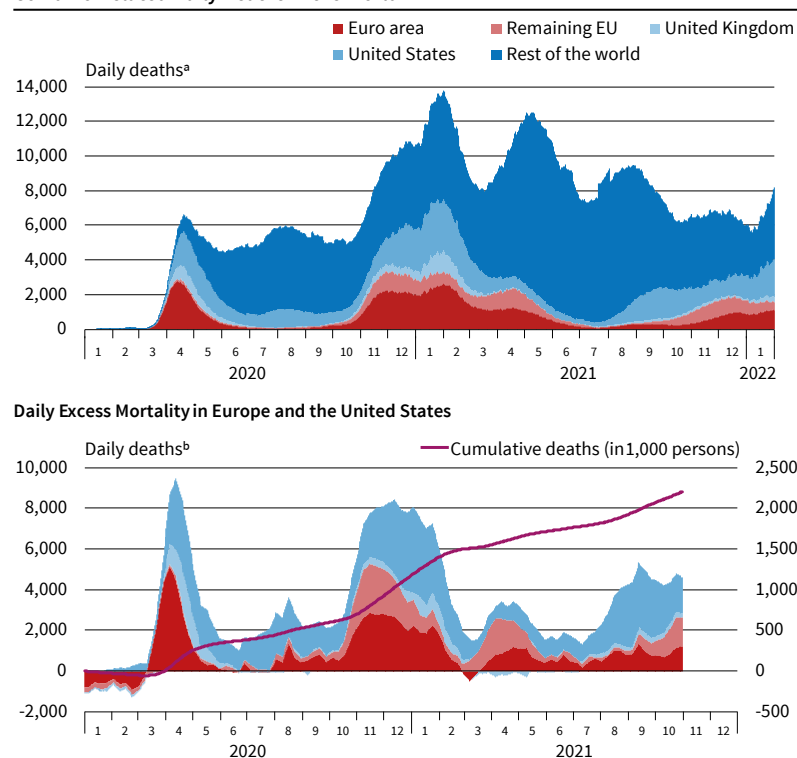 Euro area Remaining EU United Kingdom
United States Rest of the world
Daily deathsᵃ
14,000
12,000
10,000
8,000
6,000
4,000
2,000
0
1 2 3 4 5 6 7 8 9 10 11 12 1 2 3 4 5 6 7 8 9 10 11 12 1
2020 2021 2022
Daily Excess Mortality in Europe and the United States
Daily deathsᵇ Cumulative deaths (in 1,000 persons)
10,000 2,500
8,000 2,000
6,000 1,500
4,000 1,000
2,000 500
0 0
-2,000 -500
1 2 3 4 5 6 7 8 9 10 11 12 1 2 3 4 5 6 7 8 9 10 11 12
2020 2021